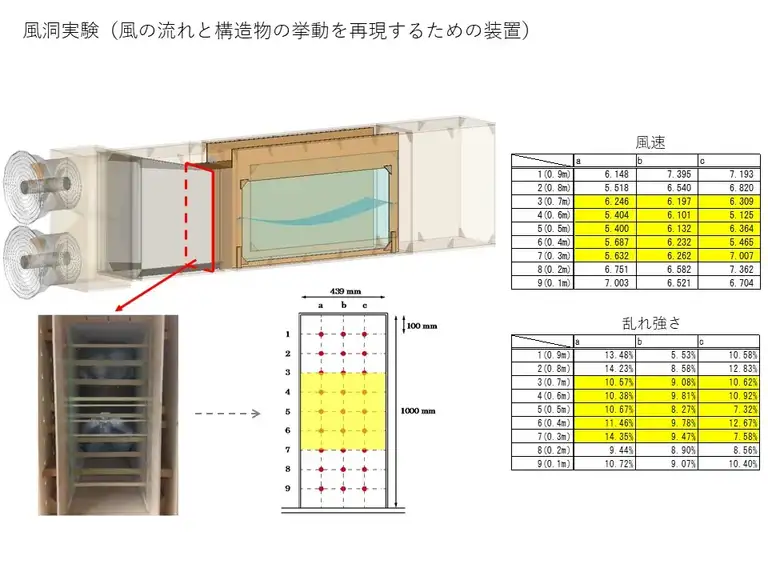 風洞実験（風の流れと構造物の挙動を再現するための装置）
風速
a b c
1(0.9m) 6.148 7.395 7.193
2(0.8m) 5.518 6.540 6.820
3(0.7m) 6.246 6.197 6.309
4(0.6m) 5.404 6.101 5.125
5(0.5m) 5.400 6.132 6.364
6(0.4m) 5.687 6.232 5.465
7(0.3m) 5.632 6.262 7.007
8(0.2m) 6.751 6.582 7.362
9(0.1m) 7.003 6.521 6.704
439 mm
a b c
100 mm
1
2
3
4
5
6
7
8
9
1000 mm
乱れ強さ
a b c
1(0.9m) 13.48% 5.53% 10.58%
2(0.8m) 14.23% 8.58% 12.83%
3(0.7m) 10.57% 9.08% 10.62%
4(0.6m) 10.38% 9.81% 10.92%
5(0.5m) 10.67% 8.27% 7.32%
6(0.4m) 11.46% 9.78% 12.67%
7(0.3m) 14.35% 9.47% 7.58%
8(0.2m) 9.44% 8.90% 8.56%
9(0.1m) 10.72% 9.07% 10.40%